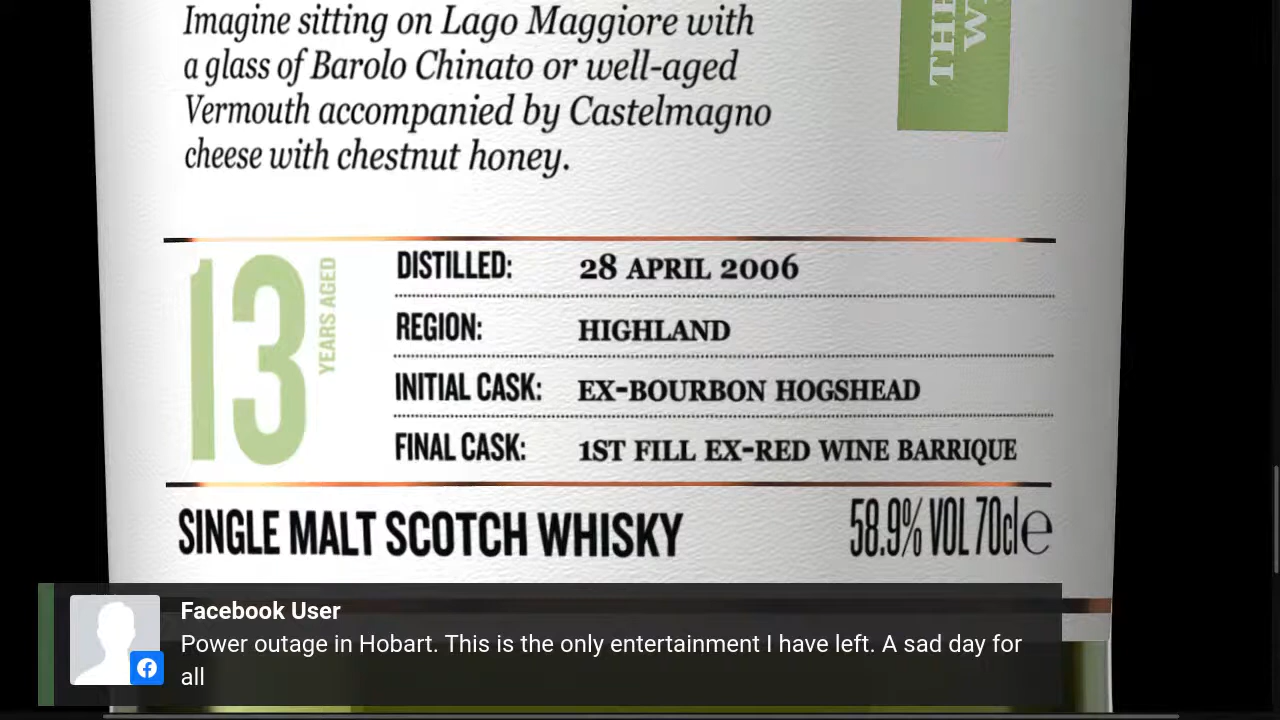 Imagine sitting on Lago Maggiore with
a glass of Barolo Chinato or well-aged
Vermouth accompanied by Castelmagno
cheese with chestnut honey.
THE
W
13 YEARS AGED
DISTILLED: 28 APRIL 2006
REGION: HIGHLAND
INITIAL CASK: EX-BOURBON HOGSHEAD
FINAL CASK: 1ST FILL EX-RED WINE BARRIQUE
SINGLE MALT SCOTCH WHISKY 58.9% VOL 70cl e
Facebook User
Power outage in Hobart. This is the only entertainment I have left. A sad day for
all